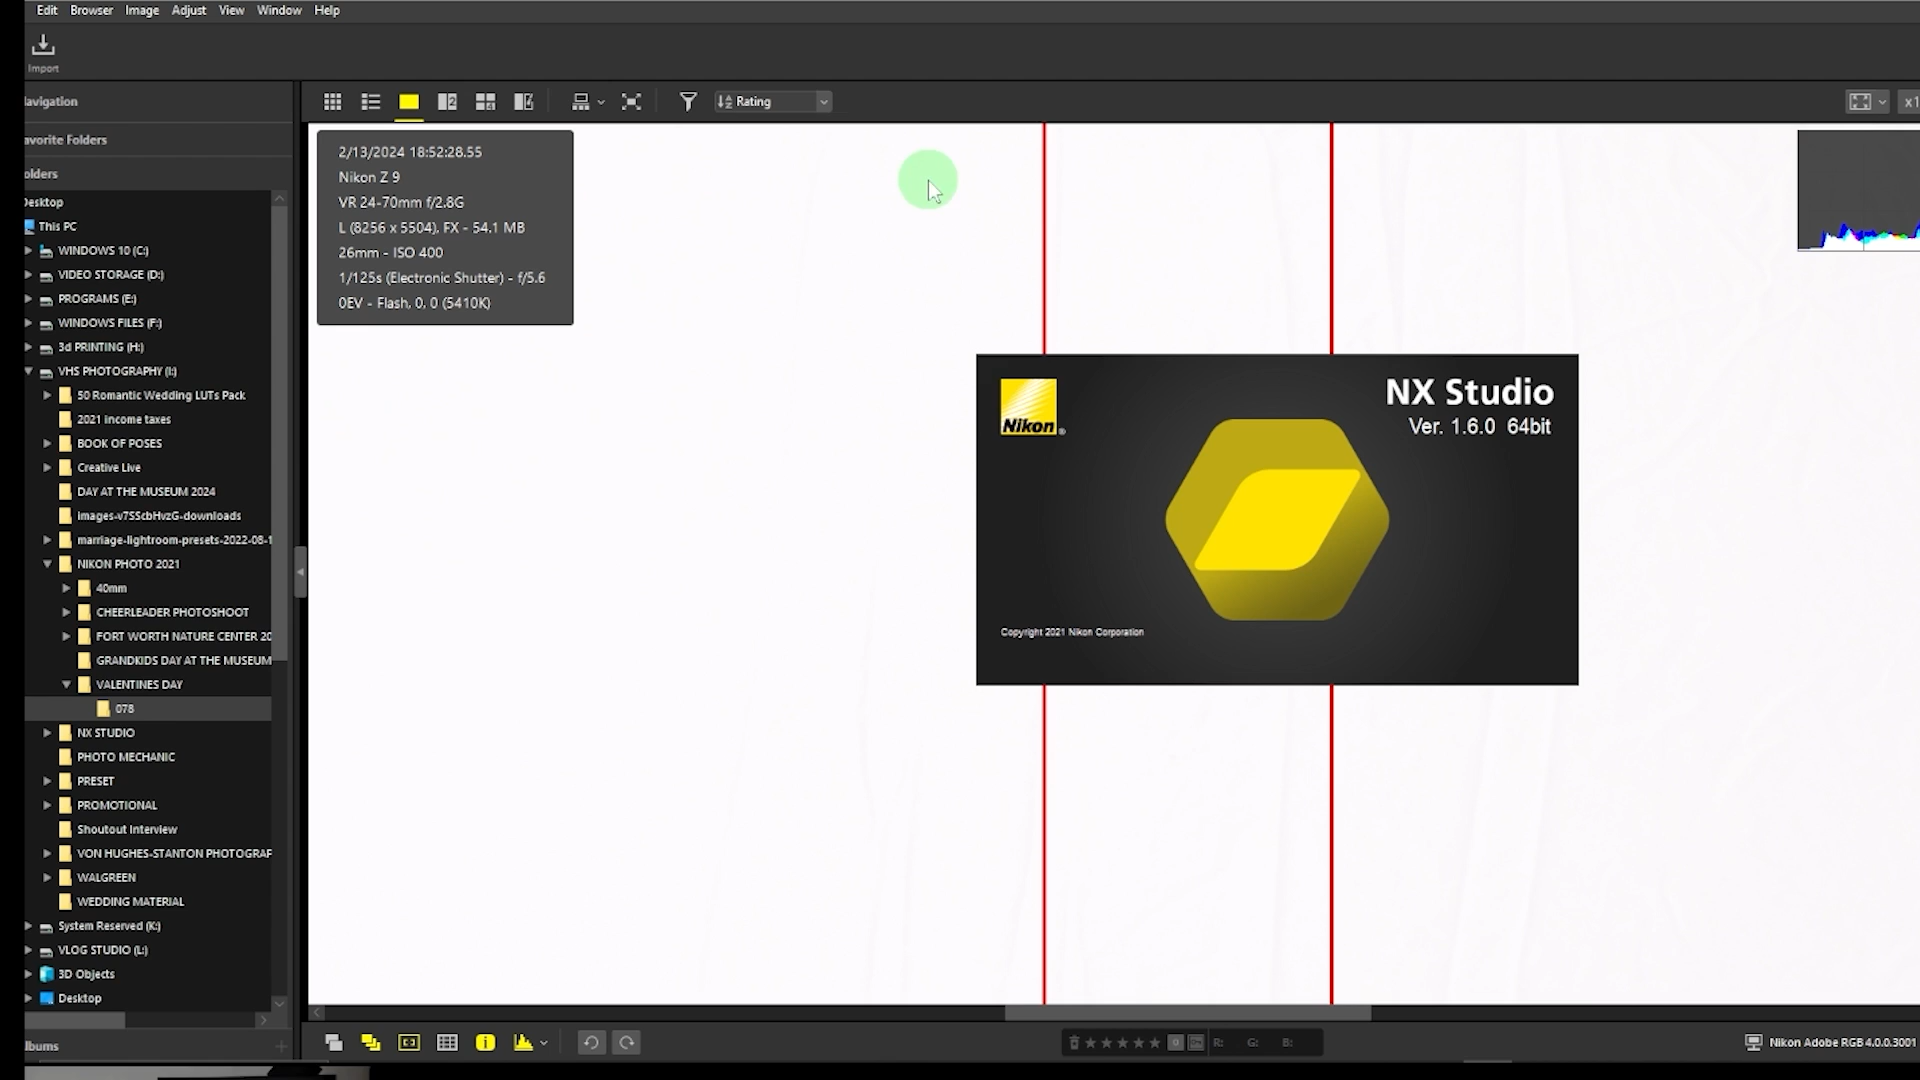 Edit Browser Image Adjust View Window Help
Import
avigation
avorite Folders
olders
Desktop
This PC
WINDOWS 10 (C:)
VIDEO STORAGE (D:)
PROGRAMS (E:)
WINDOWS FILES (F:)
3d PRINTING (H:)
VHS PHOTOGRAPHY (I:)
50 Romantic Wedding LUTs Pack
2021 income taxes
BOOK OF POSES
Creative Live
DAY AT THE MUSEUM 2024
images-v7SScbHvzG-downloads
marriage-lightroom-presets-2022-08-1
NIKON PHOTO 2021
40mm
CHEERLEADER PHOTOSHOOT
FORT WORTH NATURE CENTER 20
GRANDKIDS DAY AT THE MUSEUM
VALENTINES DAY
078
NX STUDIO
PHOTO MECHANIC
PRESET
PROMOTIONAL
Shoutout Interview
VON HUGHES-STANTON PHOTOGRAF
WALGREEN
WEDDING MATERIAL
System Reserved (K:)
VLOG STUDIO (L:)
3D Objects
Desktop
lbums
Rating
x1
2/13/2024 18:52:28.55
Nikon Z 9
VR 24-70mm f/2.8G
L (8256 x 5504), FX - 54.1 MB
26mm - ISO 400
1/125s (Electronic Shutter) - f/5.6
0EV - Flash, 0, 0 (5410K)
Nikon
NX Studio
Ver. 1.6.0 64bit
Copyright 2021 Nikon Corporation
R: G: B:
Nikon Adobe RGB 4.0.0.3001